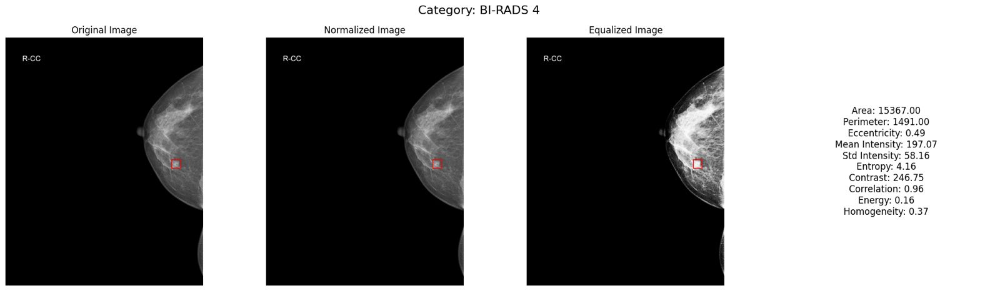 Category: BI-RADS 4
Original Image
Normalized Image
Equalized Image
R-CC
R-CC
R-CC
Area: 15367.00
Perimeter: 1491.00
Eccentricity: 0.49
Mean Intensity: 197.07
Std Intensity: 58.16
Entropy: 4.16
Contrast: 246.75
Correlation: 0.96
Energy: 0.16
Homogeneity: 0.37